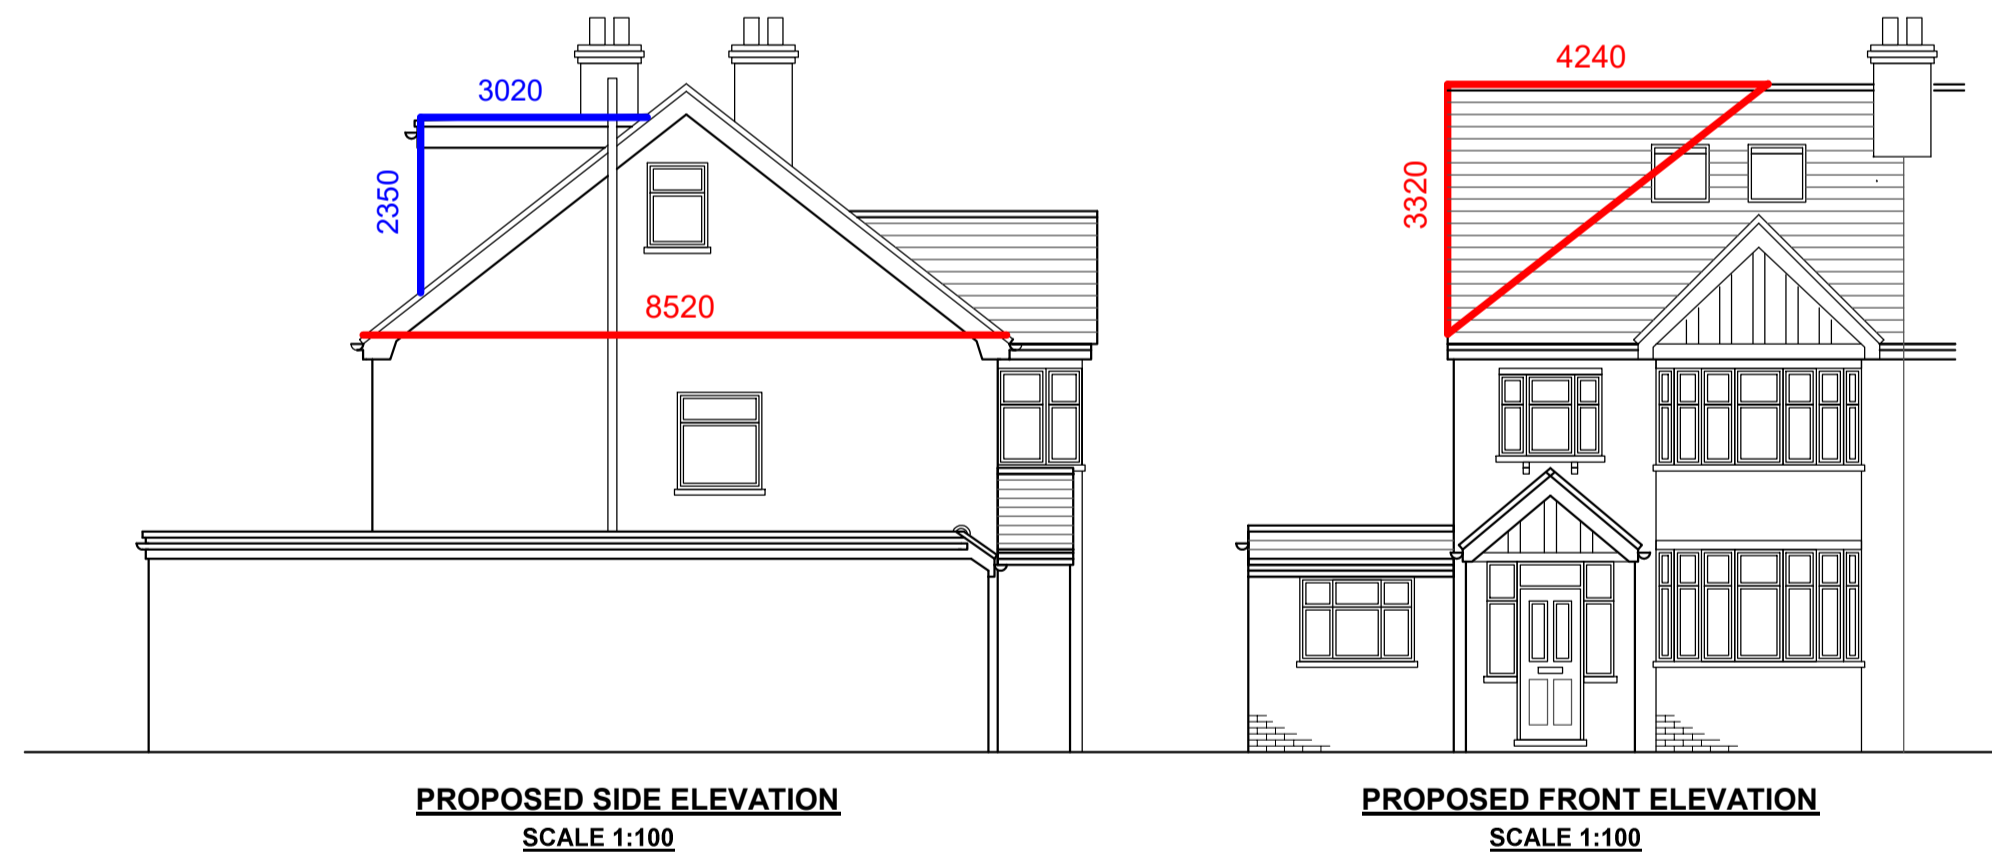 3020
2350
8520
4240
3320
PROPOSED SIDE ELEVATION
SCALE 1:100
PROPOSED FRONT ELEVATION
SCALE 1:100